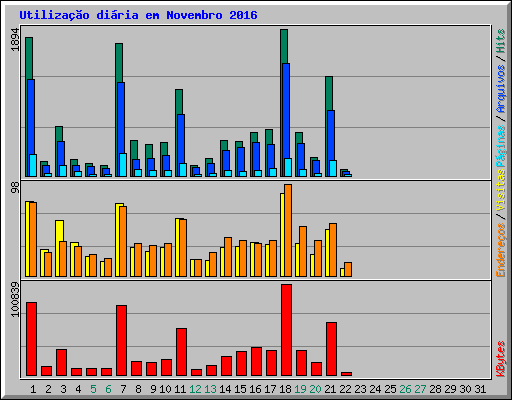 Utilização diária em Novembro 2016
1894
98
100839
Endereços / Visitas Páginas / Arquivos / Hits
KBytes
1 2 3 4 5 6 7 8 9 10 11 12 13 14 15 16 17 18 19 20 21 22 23 24 25 26 27 28 29 30 31